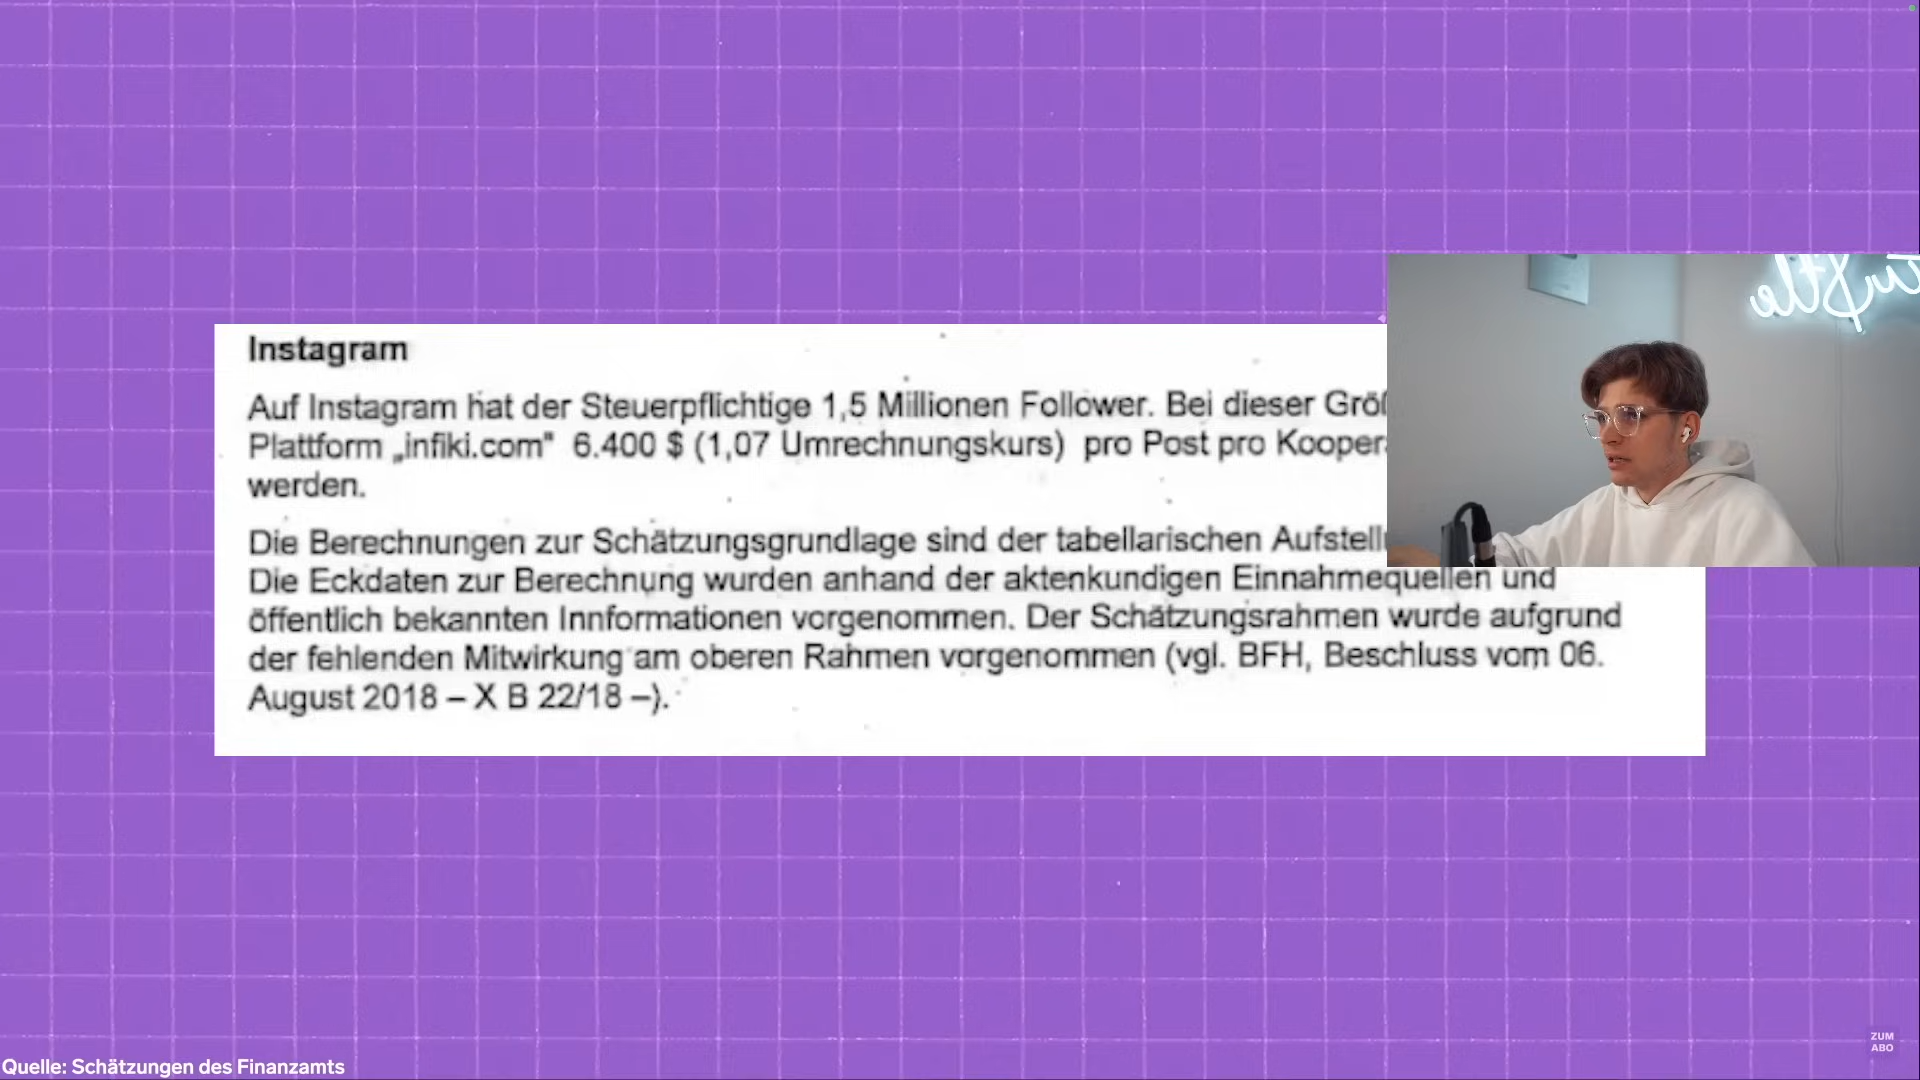 Instagram
Auf Instagram hat der Steuerpflichtige 1,5 Millionen Follower. Bei dieser
Plattform „infiki.com" 6.400 $ (1,07 Umrechnungskurs) pro Post pro
werden.
Die Berechnungen zur Schätzungsgrundlage sind der tabellarischen
Die Eckdaten zur Berechnung wurden anhand der aktenkundigen Einnahmequellen und
öffentlich bekannten Innformationen vorgenommen. Der Schätzungsrahmen wurde aufgrund
der fehlenden Mitwirkung am oberen Rahmen vorgenommen (vgl. BFH, Beschluss vom 06.
August 2018 – X B 22/18 –).
Quelle: Schätzungen des Finanzamts
ZUM
ABO